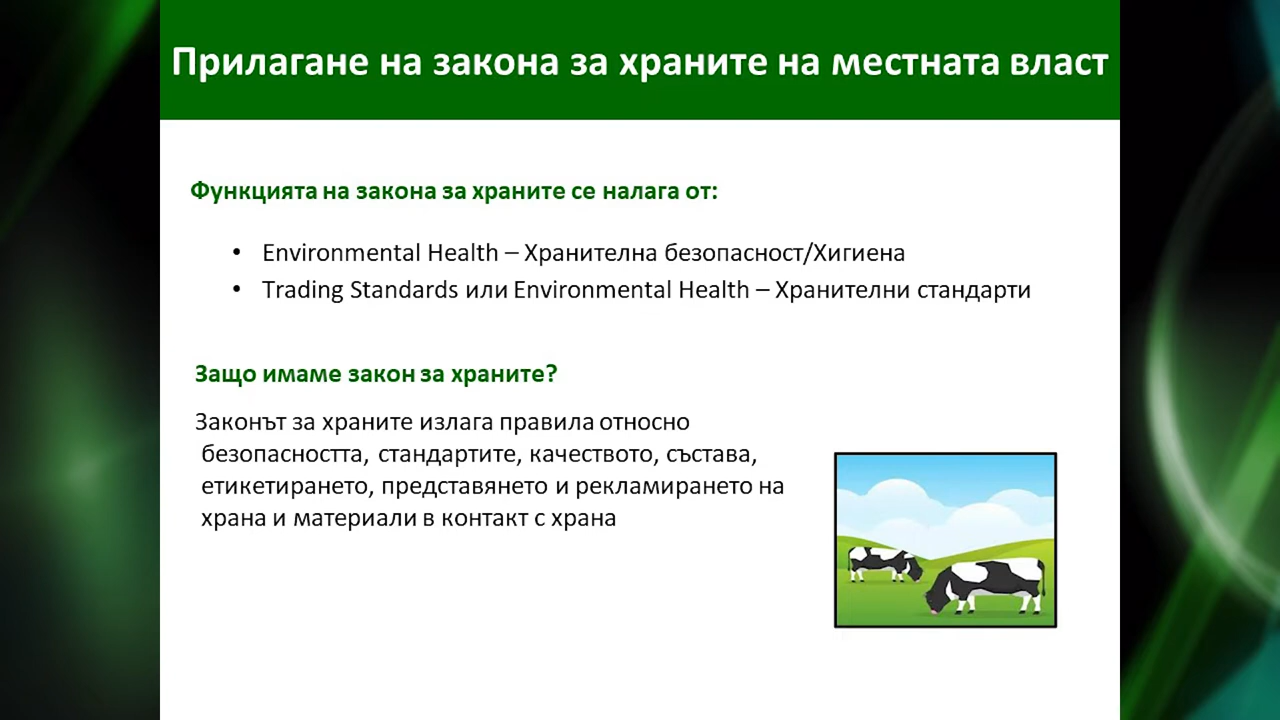 Прилагане на закона за храните на местната власт
Функцията на закона за храните се налага от:
• Environmental Health – Хранителна безопасност/Хигиена
• Trading Standards или Environmental Health – Хранителни стандарти
Защо имаме закон за храните?
Законът за храните излага правила относно
безопасността, стандартите, качеството, състава,
етикетирането, представянето и рекламирането на
храна и материали в контакт с храна